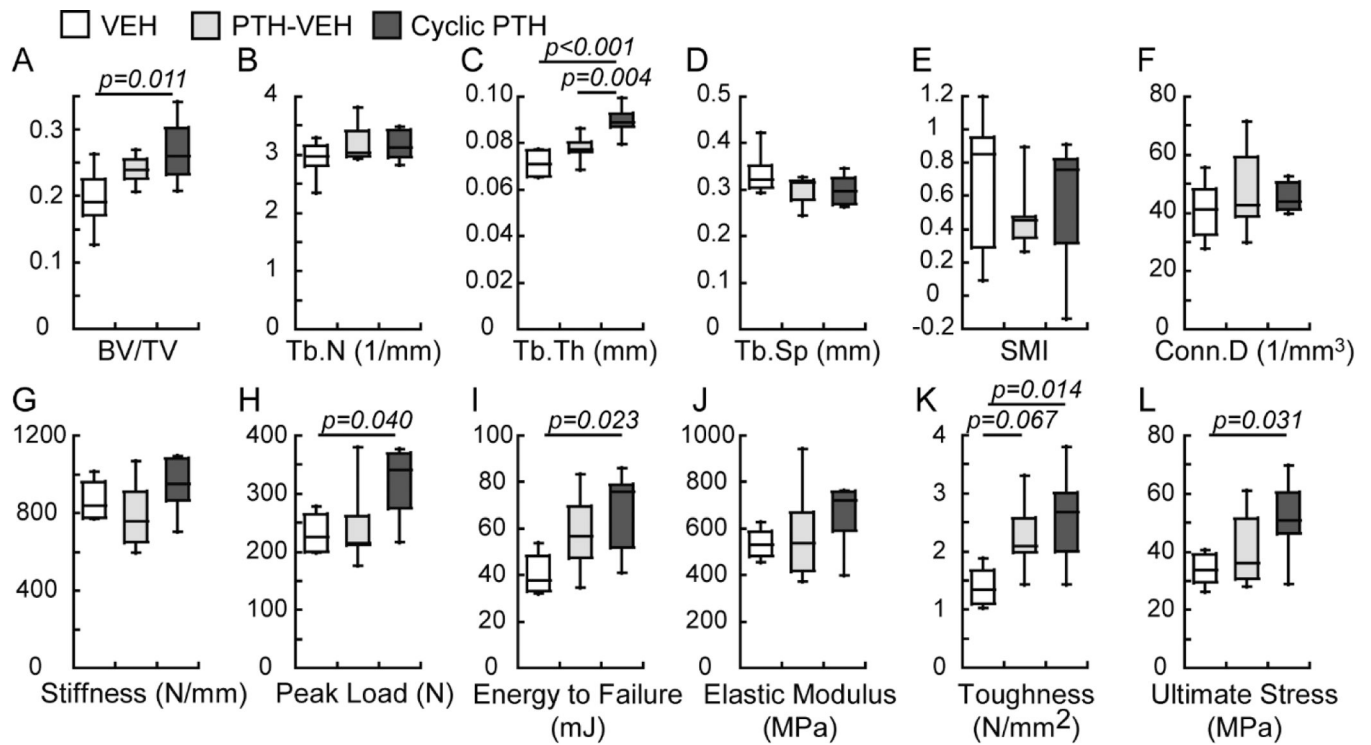 VEH PTH-VEH Cyclic PTH
A B C D E F
p=0.011
p<0.001
p=0.004
0.3
0.2
0.1
0
BV/TV
4
3
2
1
0
Tb.N (1/mm)
0.10
0.08
0.06
0.04
0.02
0
Tb.Th (mm)
0.5
0.4
0.3
0.2
0.1
0
Tb.Sp (mm)
1.2
1
0.8
0.6
0.4
0.2
0
-0.2
SMI
80
60
40
20
0
Conn.D (1/mm3)
G H I J K L
1200
800
400
0
Stiffness (N/mm)
p=0.040
400
300
200
100
0
Peak Load (N)
p=0.023
100
80
60
40
20
0
Energy to Failure
(mJ)
1000
800
600
400
200
0
Elastic Modulus
(MPa)
p=0.014
p=0.067
4
3
2
1
0
Toughness
(N/mm2)
p=0.031
80
60
40
20
0
Ultimate Stress
(MPa)